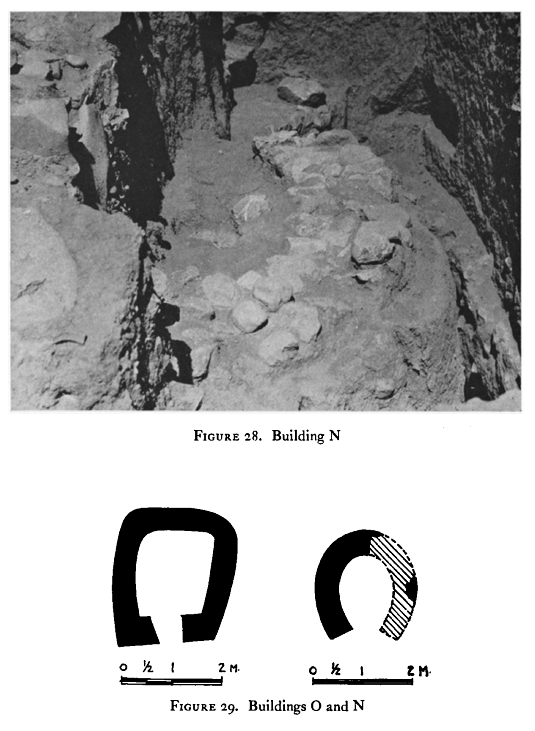 FIGURE 28. Building N
0 ½ 1 2 M.
0 ½ 1 2 M.
FIGURE 29. Buildings O and N